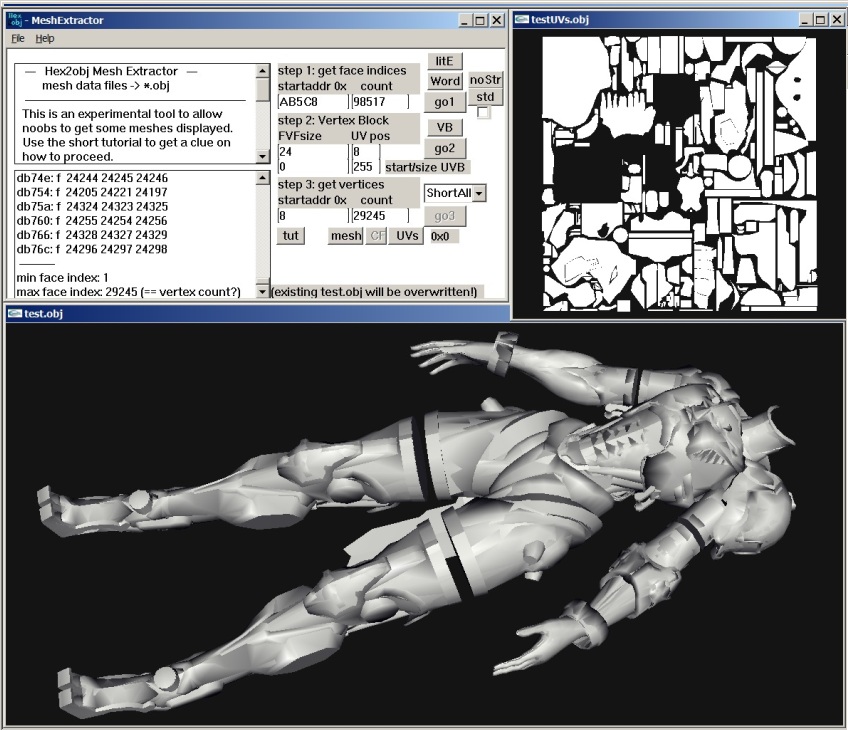 - MeshExtractor
File Help
— Hex2obj Mesh Extractor —
mesh data files -> *.obj
This is an experimental tool to allow
noobs to get some meshes displayed.
Use the short tutorial to get a clue on
how to proceed.
db74e: f 24244 24245 24246
db754: f 24205 24221 24197
db75a: f 24324 24323 24325
db760: f 24255 24254 24256
db766: f 24328 24327 24329
db76c: f 24296 24297 24298
min face index: 1
max face index: 29245 (== vertex count?)
step 1: get face indices
startaddr 0x count
AB5C8 98517
litE
Word
noStr
go1
std
step 2: Vertex Block
FVFsize UV pos
24 8
0 255 start/size UVB
VB
go2
step 3: get vertices
startaddr 0x count
8 29245
ShortAll
go3
tut mesh CF UVs 0x0
(existing test.obj will be overwritten!)
testUVs.obj
test.obj